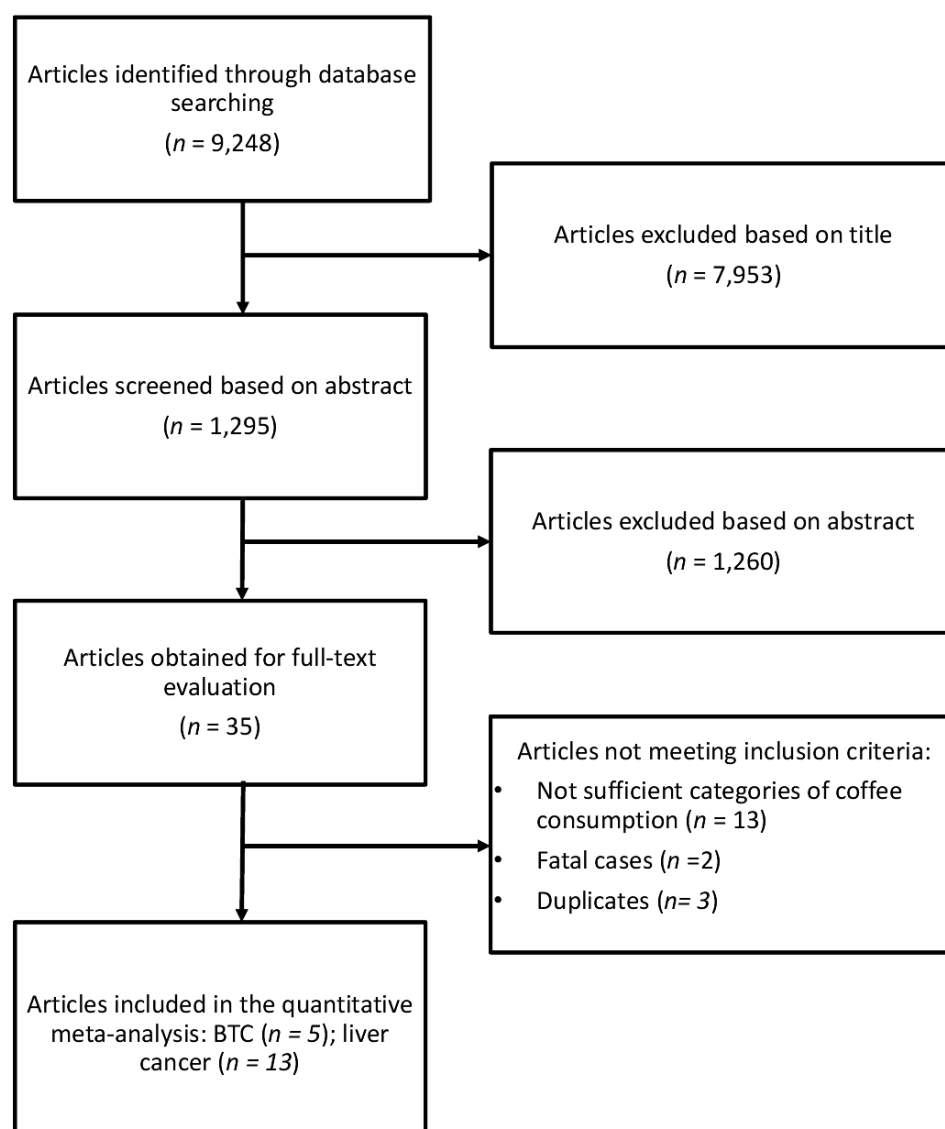 Articles identified through database
searching
(n = 9,248)
Articles excluded based on title
(n = 7,953)
Articles screened based on abstract
(n = 1,295)
Articles excluded based on abstract
(n = 1,260)
Articles obtained for full-text
evaluation
(n = 35)
Articles not meeting inclusion criteria:
• Not sufficient categories of coffee
consumption (n = 13)
• Fatal cases (n =2)
• Duplicates (n= 3)
Articles included in the quantitative
meta-analysis: BTC (n = 5); liver
cancer (n = 13)